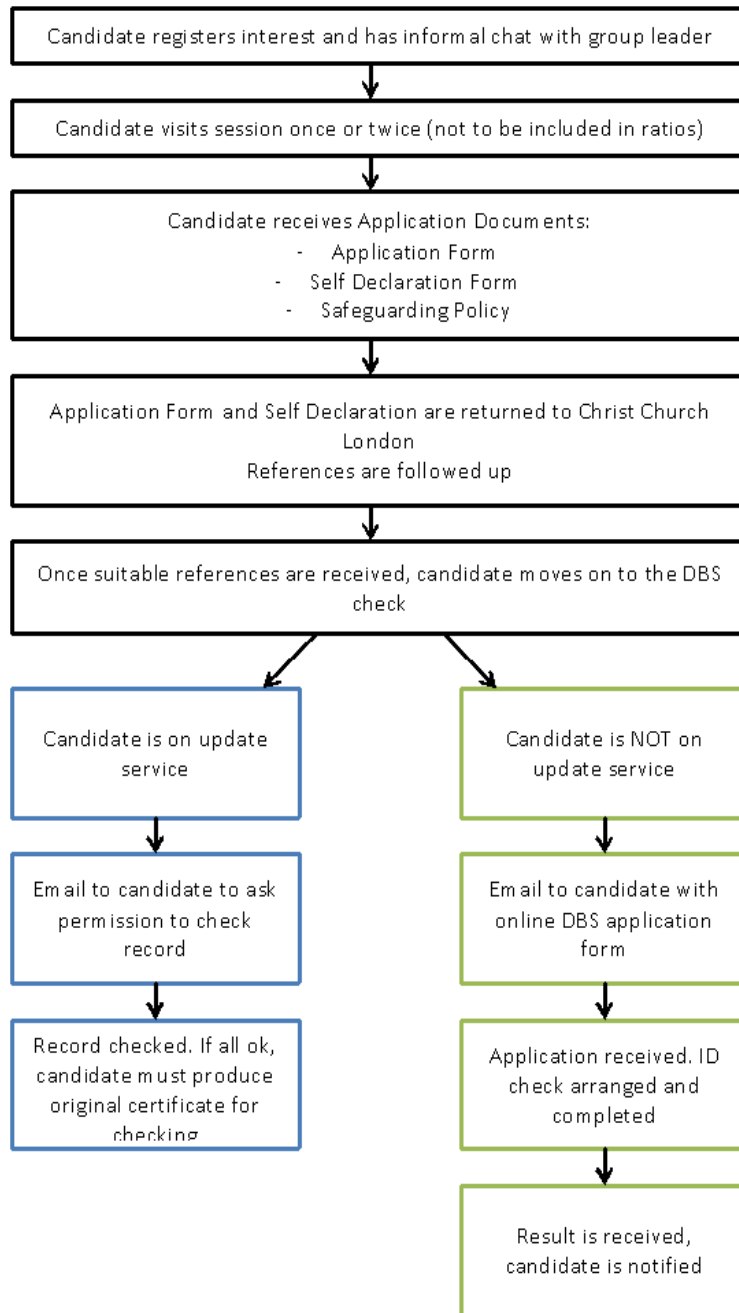 Candidate registers interest and has informal chat with group leader
Candidate visits session once or twice (not to be included in ratios)
Candidate receives Application Documents:
- Application Form
- Self Declaration Form
- Safeguarding Policy
Application Form and Self Declaration are returned to Christ Church
London
References are followed up
Once suitable references are received, candidate moves on to the DBS
check
Candidate is on update
service
Email to candidate to ask
permission to check
record
Record checked. If all ok,
candidate must produce
original certificate for
checking
Candidate is NOT on
update service
Email to candidate with
online DBS application
form
Application received. ID
check arranged and
completed
Result is received,
candidate is notified